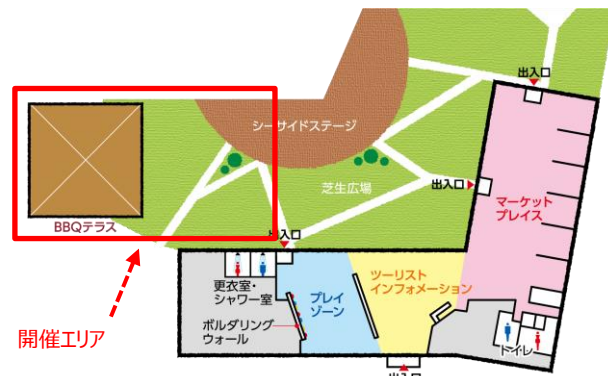 出入口
シーサイドステージ
芝生広場
出入口
マーケット
プレイス
BBQテラス
出入口
更衣室・
シャワー室
プレイ
ゾーン
ツーリスト
インフォメーション
ボルダリング
ウォール
開催エリア
トイレ
出入口